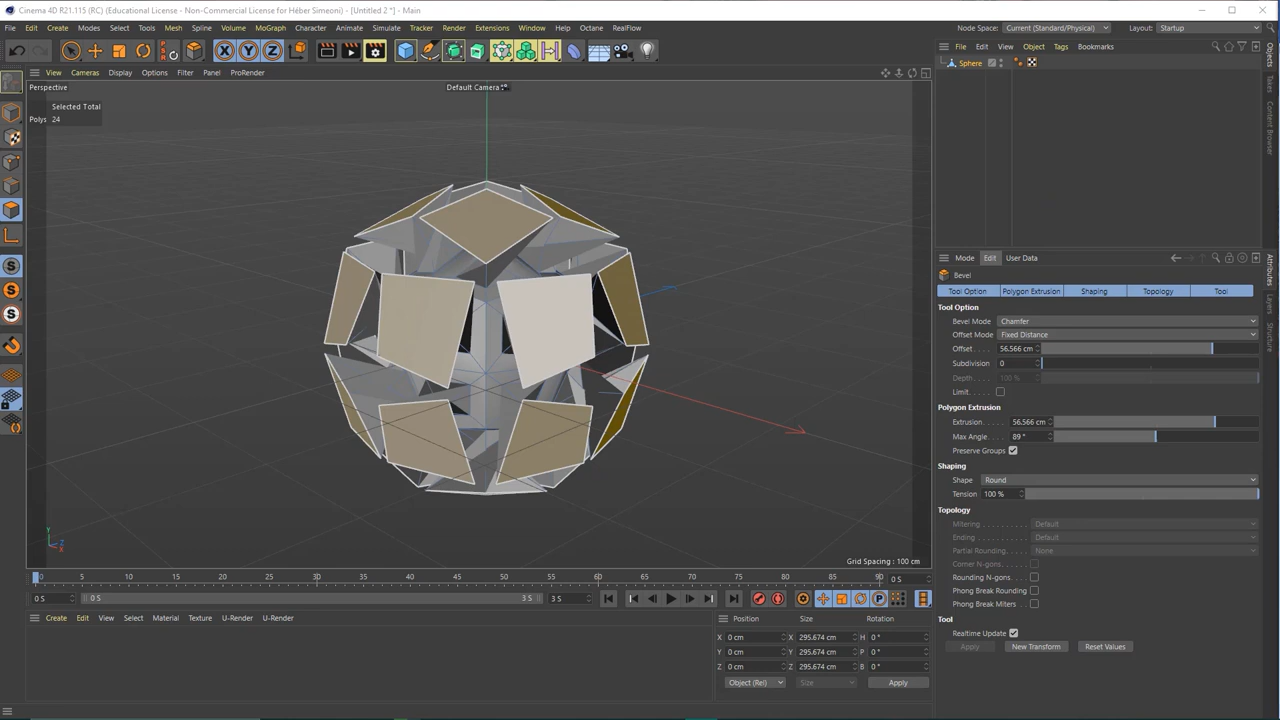 Cinema 4D R21.115 (RC) (Educational License - Non-Commercial License for Héber Simeoni) - [Untitled 2 *] - Main
File Edit Create Modes Select Tools Mesh Spline Volume MoGraph Character Animate Simulate Tracker Render Extensions Window Help Octane RealFlow Node Space: Current (Standard/Physical) Layout: Startup
File Edit View Object Tags Bookmarks
Sphere
View Cameras Display Options Filter Panel ProRender
Perspective Default Camera
Selected Total
Polys 24
Objects
Takes
Content Browser
Mode Edit User Data
Bevel
Tool Option Polygon Extrusion Shaping Topology Tool
Tool Option
Bevel Mode Chamfer
Offset Mode Fixed Distance
Offset 56.566 cm
Subdivision 0
Depth 100 %
Limit
Polygon Extrusion
Extrusion 56.566 cm
Max Angle 89 °
Preserve Groups
Shaping
Shape Round
Tension 100 %
Topology
Mitering Default
Ending Default
Partial Rounding None
Corner N-gons
Rounding N-gons
Phong Break Rounding
Phong Break Miters
Tool
Realtime Update
Apply New Transform Reset Values
Attributes
Layers
Structure
Y
Z
X
Grid Spacing : 100 cm
0 5 10 15 20 25 30 35 40 45 50 55 60 65 70 75 80 85 90 0 S
0 S 0 S 3 S 3 S
Create Edit View Select Material Texture U-Render U-Render
Position Size Rotation
X 0 cm X 295.674 cm H 0 °
Y 0 cm Y 295.674 cm P 0 °
Z 0 cm Z 295.674 cm B 0 °
Object (Rel) Size Apply